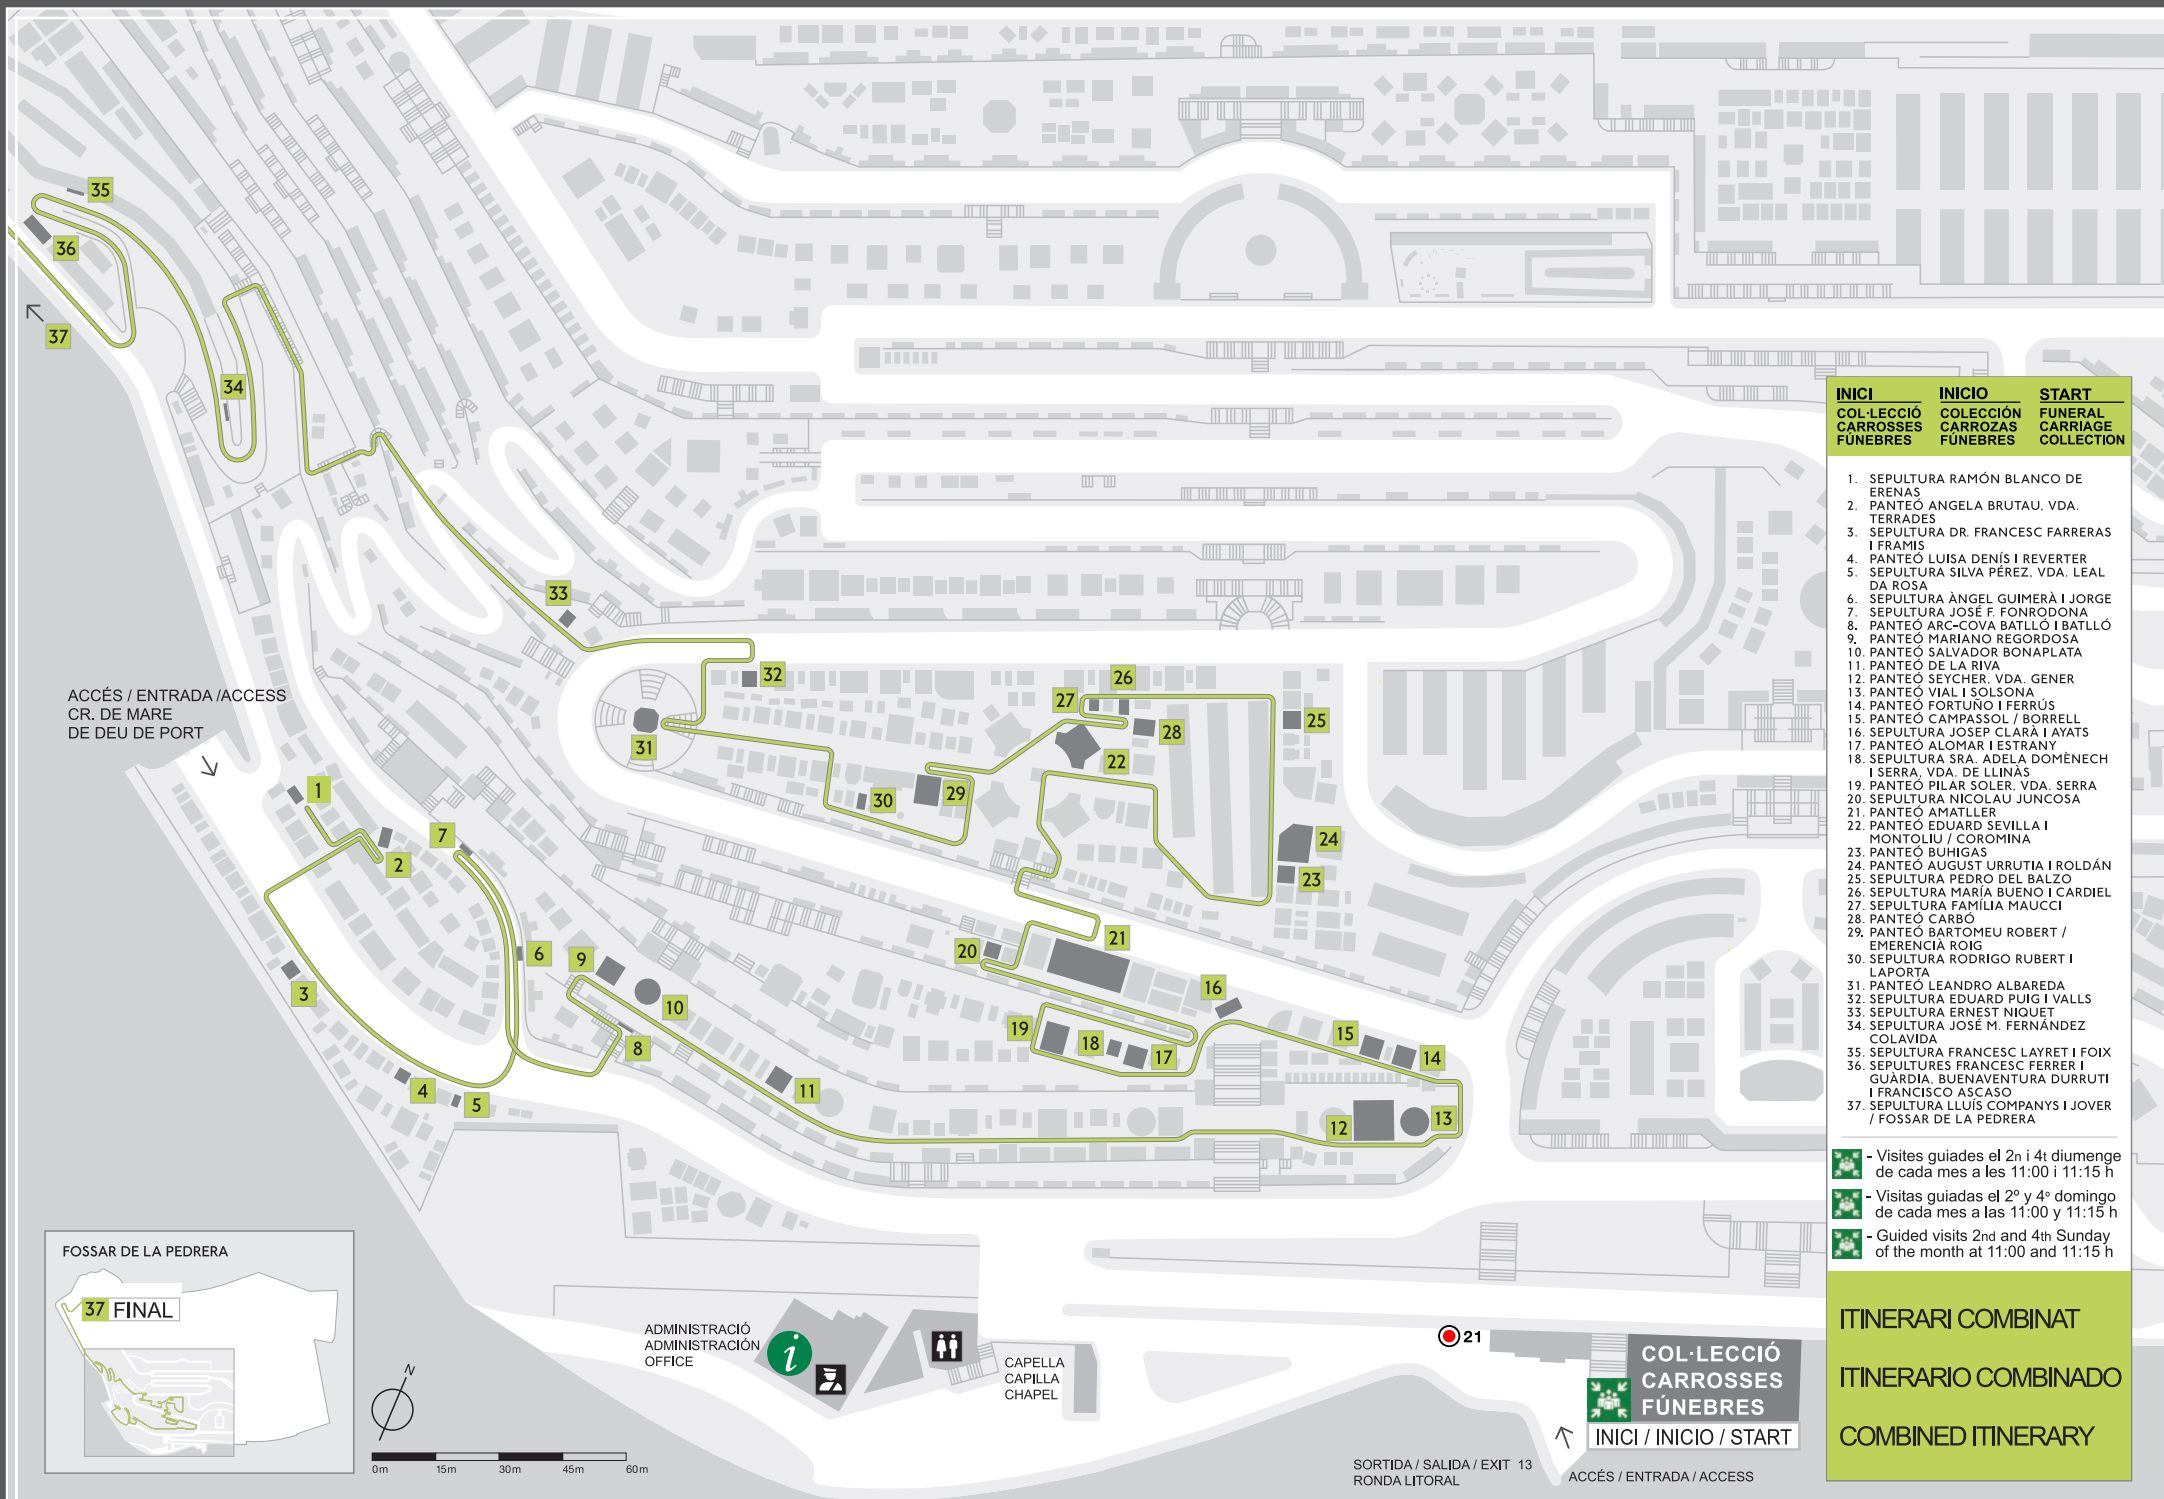 35
36
37
34
33
32
26
27
25
28
31
22
ACCÉS / ENTRADA /ACCESS
CR. DE MARE
DE DEU DE PORT
1
30
29
7
24
2
23
21
20
6
9
3
16
10
19
18
15
8
17
14
11
4
5
12
13
INICI
COL·LECCIÓ
CARROSSES
FÚNEBRES
INICIO
COLECCIÓN
CARROZAS
FÚNEBRES
START
FUNERAL
CARRIAGE
COLLECTION
1. SEPULTURA RAMÓN BLANCO DE
ERENAS
2. PANTEÓ ANGELA BRUTAU, VDA.
TERRADES
3. SEPULTURA DR. FRANCESC FARRERAS
I FRAMIS
4. PANTEÓ LUISA DENÍS I REVERTER
5. SEPULTURA SILVA PÉREZ, VDA. LEAL
DA ROSA
6. SEPULTURA ÀNGEL GUIMERÀ I JORGE
7. SEPULTURA JOSÉ F. FONRODONA
8. PANTEÓ ARC-COVA BATLLÓ I BATLLÓ
9. PANTEÓ MARIANO REGORDOSA
10. PANTEÓ SALVADOR BONAPLATA
11. PANTEÓ DE LA RIVA
12. PANTEÓ SEYCHER, VDA. GENER
13. PANTEÓ VIAL I SOLSONA
14. PANTEÓ FORTUÑO I FERRÚS
15. PANTEÓ CAMPASSOL / BORRELL
16. SEPULTURA JOSEP CLARÀ I AYATS
17. PANTEÓ ALOMAR I ESTRANY
18. SEPULTURA SRA. ADELA DOMÈNECH
I SERRA, VDA. DE LLINÀS
19. PANTEÓ PILAR SOLER, VDA. SERRA
20. SEPULTURA NICOLAU JUNCOSA
21. PANTEÓ AMATLLER
22. PANTEÓ EDUARD SEVILLA I
MONTOLIU / COROMINA
23. PANTEÓ BUHIGAS
24. PANTEÓ AUGUST URRUTIA I ROLDÁN
25. SEPULTURA PEDRO DEL BALZO
26. SEPULTURA MARÍA BUENO I CARDIEL
27. SEPULTURA FAMÍLIA MAUCCI
28. PANTEÓ CARBÓ
29. PANTEÓ BARTOMEU ROBERT /
EMERENCIÀ ROIG
30. SEPULTURA RODRIGO RUBERT I
LAPORTA
31. PANTEÓ LEANDRO ALBAREDA
32. SEPULTURA EDUARD PUIG I VALLS
33. SEPULTURA ERNEST NIQUET
34. SEPULTURA JOSÉ M. FERNÁNDEZ
COLAVIDA
35. SEPULTURA FRANCESC LAYRET I FOIX
36. SEPULTURES FRANCESC FERRER I
GUÀRDIA, BUENAVENTURA DURRUTI
I FRANCISCO ASCASO
37. SEPULTURA LLUÍS COMPANYS I JOVER
/ FOSSAR DE LA PEDRERA
- Visites guiades el 2n i 4t diumenge
de cada mes a les 11:00 i 11:15 h
- Visitas guiadas el 2º y 4º domingo
de cada mes a las 11:00 y 11:15 h
- Guided visits 2nd and 4th Sunday
of the month at 11:00 and 11:15 h
ITINERARI COMBINAT
ITINERARIO COMBINADO
COMBINED ITINERARY
FOSSAR DE LA PEDRERA
37 FINAL
N
0m 15m 30m 45m 60m
ADMINISTRACIÓ
ADMINISTRACIÓN
OFFICE
i
CAPELLA
CAPILLA
CHAPEL
21
COL·LECCIÓ
CARROSSES
FÚNEBRES
INICI / INICIO / START
SORTIDA / SALIDA / EXIT 13
RONDA LITORAL
ACCÉS / ENTRADA / ACCESS